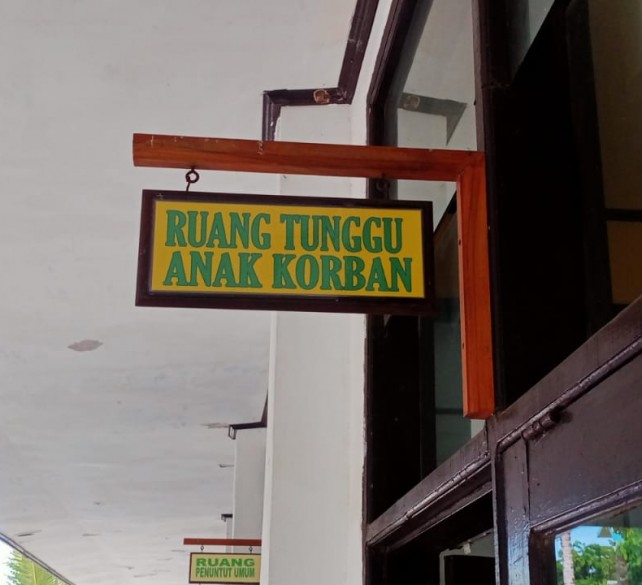 RUANG TUNGGU
ANAK KORBAN
RUANG
PENUNTUT UMUM